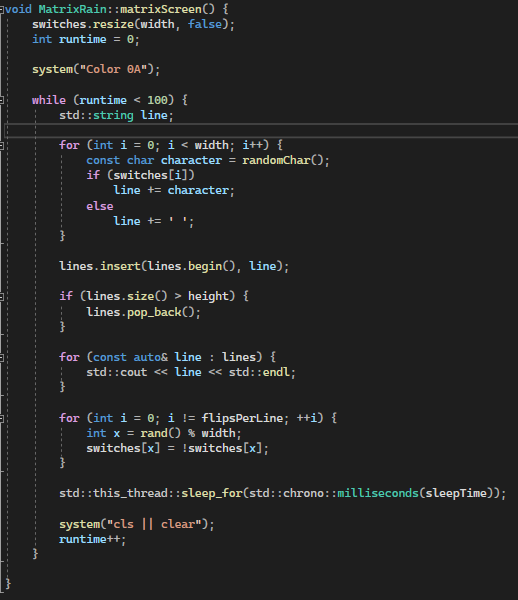 void MatrixRain::matrixScreen() {
    switches.resize(width, false);
    int runtime = 0;

    system("Color 0A");

    while (runtime < 100) {
        std::string line;

        for (int i = 0; i < width; i++) {
            const char character = randomChar();
            if (switches[i])
                line += character;
            else
                line += ' ';
        }

        lines.insert(lines.begin(), line);

        if (lines.size() > height) {
            lines.pop_back();
        }

        for (const auto& line : lines) {
            std::cout << line << std::endl;
        }

        for (int i = 0; i != flipsPerLine; ++i) {
            int x = rand() % width;
            switches[x] = !switches[x];
        }

        std::this_thread::sleep_for(std::chrono::milliseconds(sleepTime));

        system("cls || clear");
        runtime++;
    }

}